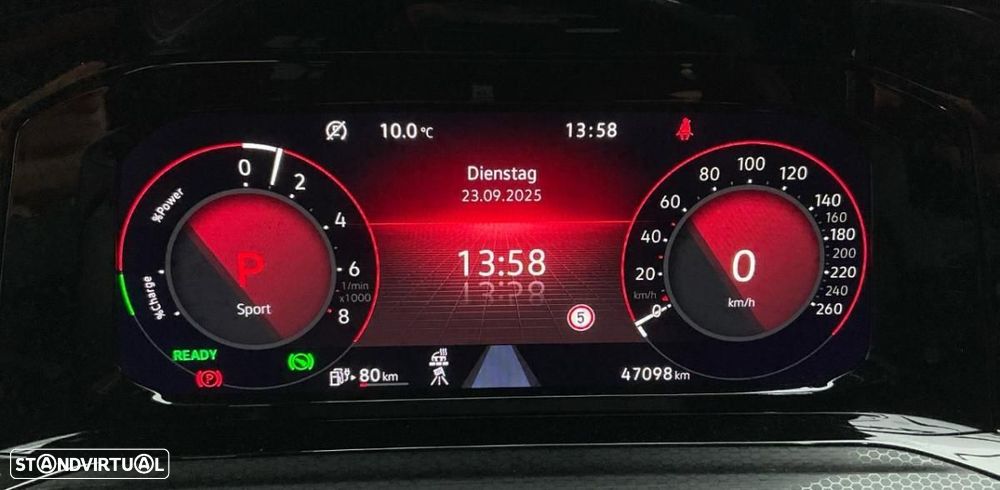 10.0 °C
13:58
Dienstag
23.09.2025
13:58
5
%Power
%Charge
0
2
4
6
8
1/min
x1000
P
Sport
READY
P
80 km
0
20
40
60
80
100
120
140
160
180
200
220
240
260
km/h
0
km/h
47098 km
STANDVIRTUAL